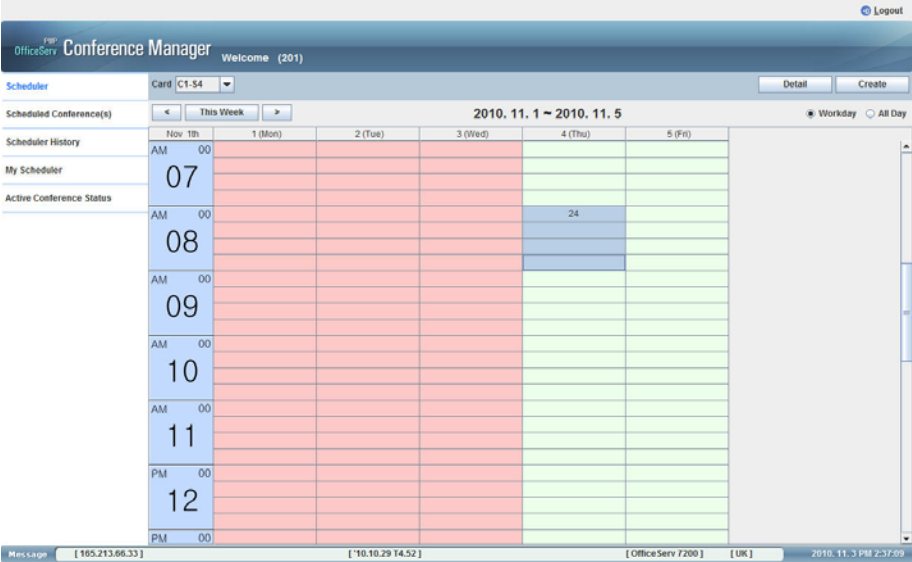 Logout
PWP
OfficeServ Conference Manager Welcome (201)
Scheduler
Scheduled Conference(s)
Scheduler History
My Scheduler
Active Conference Status
Card C1-S4 Detail Create
< This Week > 2010. 11. 1 ~ 2010. 11. 5 Workday All Day
Nov 1th 1 (Mon) 2 (Tue) 3 (Wed) 4 (Thu) 5 (Fri)
AM 00
07
AM 00 24
08
AM 00
09
AM 00
10
AM 00
11
PM 00
12
PM 00
Message [ 165.213.66.33 ] [ '10.10.29 T4.52 ] [ OfficeServ 7200 ] [ UK ] 2010. 11. 3 PM 2:37:09